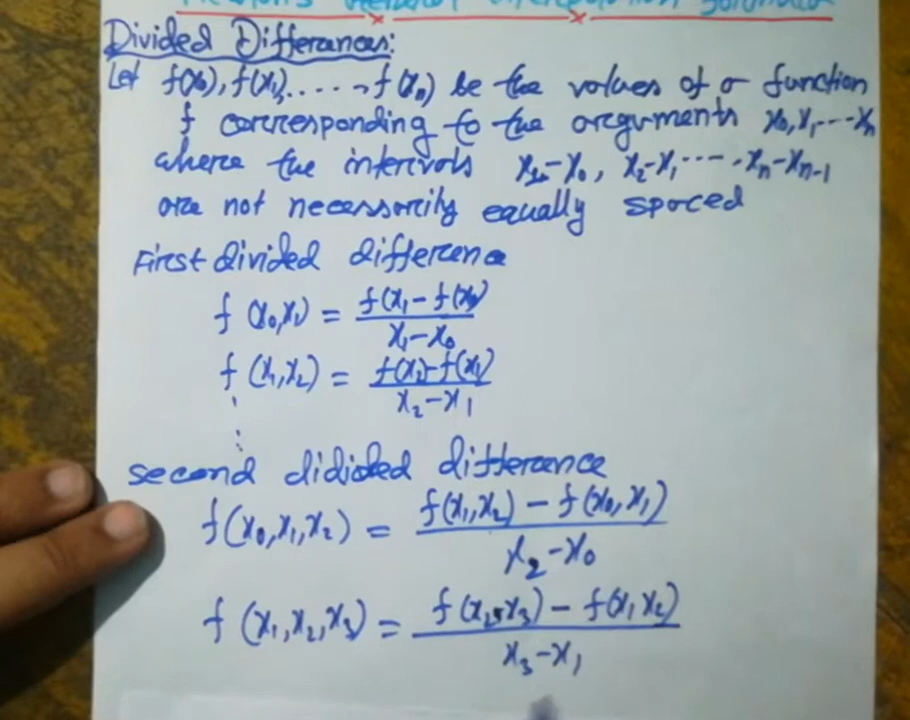 Divided Differances:
Let f(x₀), f(x₁), ..... , f(xₙ) be the values of a function
f corresponding to the arguments x₀, x₁, ... xₙ
where the intervals x₁-x₀, x₂-x₁ ..... xₙ-xₙ₋₁
are not necessarily equally spaced
First divided difference
f (x₀,x₁) = f(x₁ - f(x₀) / x₁-x₀
f (x₁,x₂) = f(x₂)-f(x₁) / x₂-x₁
⋮
second didided difference
f(x₀,x₁,x₂) = f(x₁,x₂) - f(x₀,x₁) / x₂-x₀
f (x₁,x₂,x₃) = f(x₂,x₃) - f(x₁ x₂) / x₃-x₁